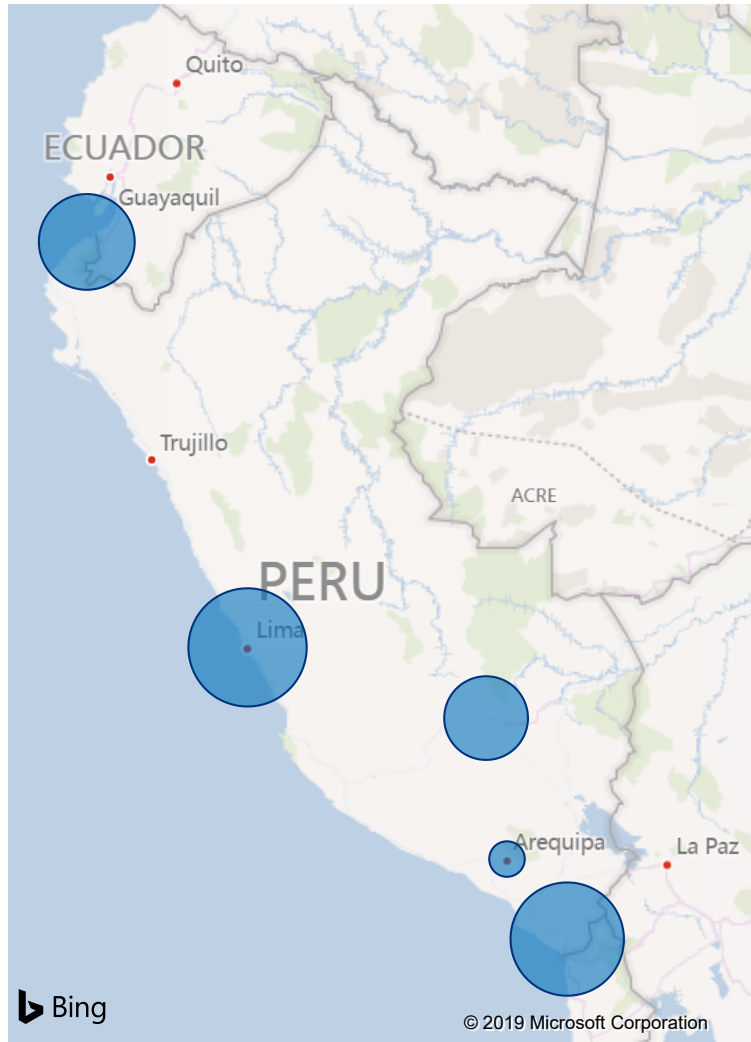 Quito
ECUADOR
Guayaquil
Trujillo
ACRE
PERU
Lima
Arequipa
La Paz
Bing
© 2019 Microsoft Corporation